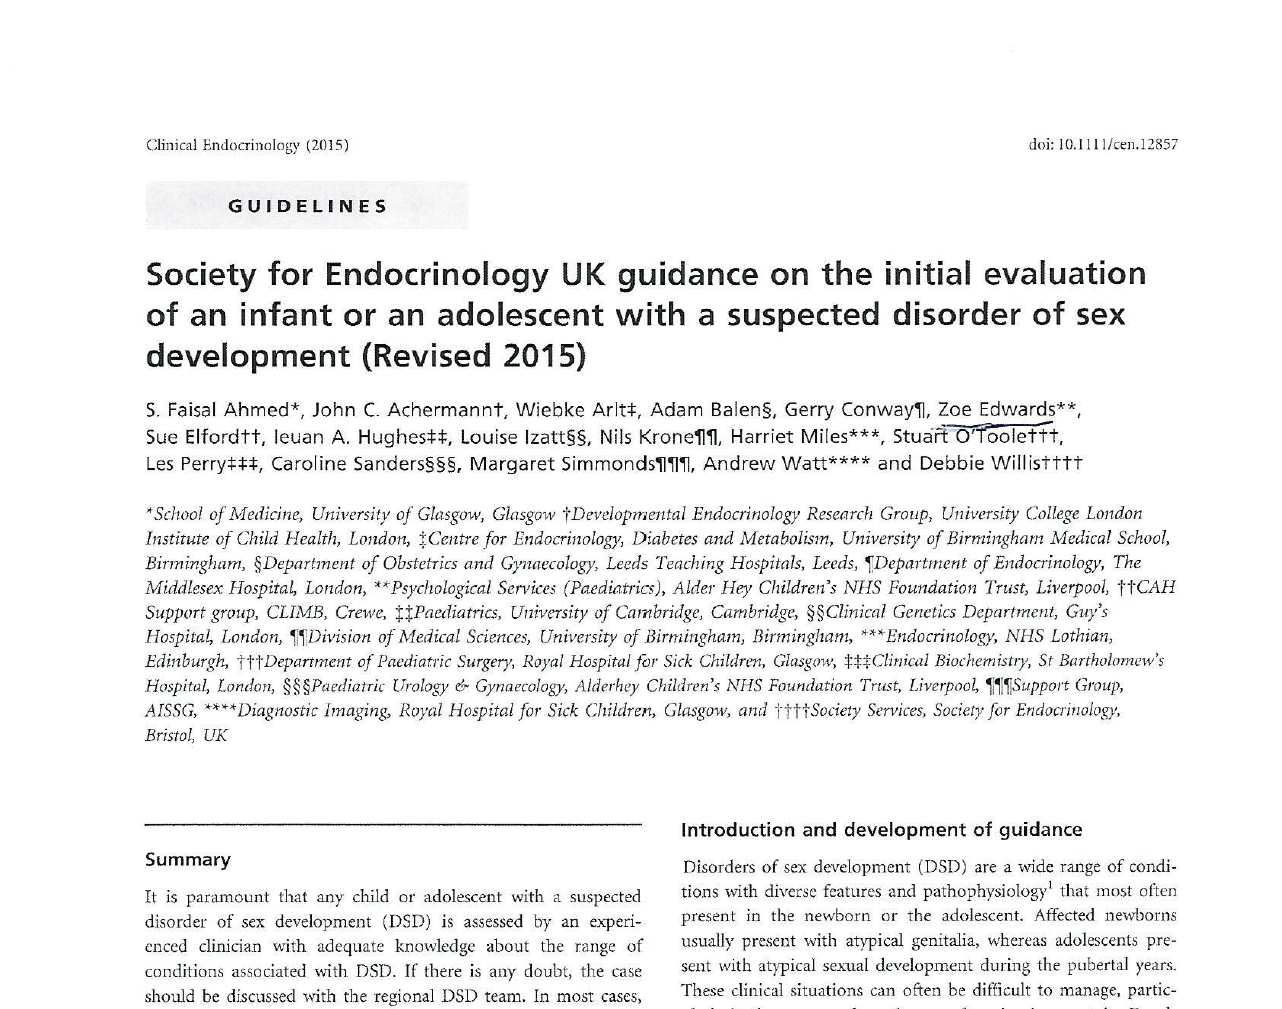 Clinical Endocrinology (2015)
doi: 10.1111/cen.12857
GUIDELINES
Society for Endocrinology UK guidance on the initial evaluation
of an infant or an adolescent with a suspected disorder of sex
development (Revised 2015)
S. Faisal Ahmed*, John C. Achermann†, Wiebke Arlt‡, Adam Balen§, Gerry Conway¶, Zoe Edwards**,
Sue Elford††, Ieuan A. Hughes‡‡, Louise Izatt§§, Nils Krone¶¶, Harriet Miles***, Stuart O'Toole†††,
Les Perry‡‡‡, Caroline Sanders§§§, Margaret Simmonds¶¶¶, Andrew Watt**** and Debbie Willis††††
*School of Medicine, University of Glasgow, Glasgow †Developmental Endocrinology Research Group, University College London
Institute of Child Health, London, ‡Centre for Endocrinology, Diabetes and Metabolism, University of Birmingham Medical School,
Birmingham, §Department of Obstetrics and Gynaecology, Leeds Teaching Hospitals, Leeds, ¶Department of Endocrinology, The
Middlesex Hospital, London, **Psychological Services (Paediatrics), Alder Hey Children's NHS Foundation Trust, Liverpool, ††CAH
Support group, CLIMB, Crewe, ‡‡Paediatrics, University of Cambridge, Cambridge, §§Clinical Genetics Department, Guy's
Hospital, London, ¶¶Division of Medical Sciences, University of Birmingham, Birmingham, ***Endocrinology, NHS Lothian,
Edinburgh, †††Department of Paediatric Surgery, Royal Hospital for Sick Children, Glasgow, ‡‡‡Clinical Biochemistry, St Bartholomew's
Hospital, London, §§§Paediatric Urology & Gynaecology, Alderhey Children's NHS Foundation Trust, Liverpool, ¶¶¶Support Group,
AISSG, ****Diagnostic Imaging, Royal Hospital for Sick Children, Glasgow, and ††††Society Services, Society for Endocrinology,
Bristol, UK
Summary
It is paramount that any child or adolescent with a suspected
disorder of sex development (DSD) is assessed by an experi-
enced clinician with adequate knowledge about the range of
conditions associated with DSD. If there is any doubt, the case
should be discussed with the regional DSD team. In most cases,
Introduction and development of guidance
Disorders of sex development (DSD) are a wide range of condi-
tions with diverse features and pathophysiology¹ that most often
present in the newborn or the adolescent. Affected newborns
usually present with atypical genitalia, whereas adolescents pre-
sent with atypical sexual development during the pubertal years.
These clinical situations can often be difficult to manage, partic-